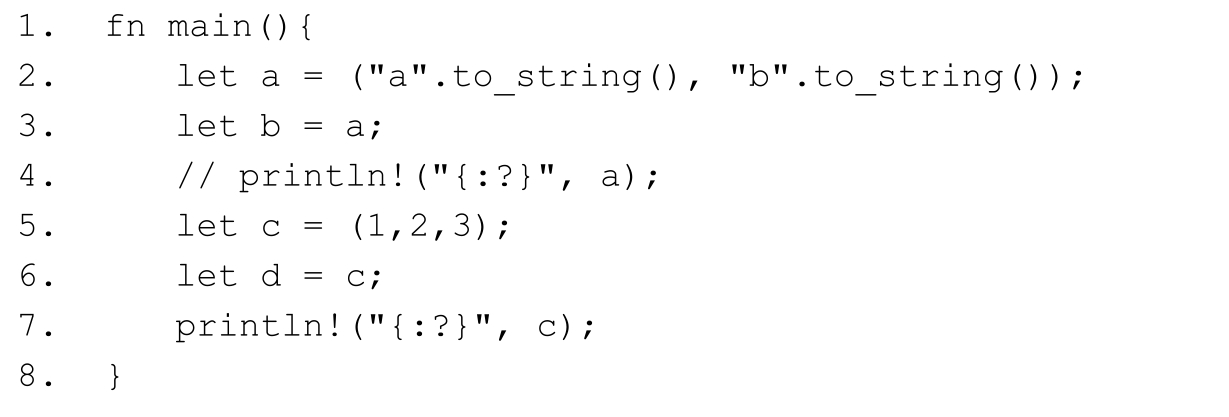 1. fn main(){
2. let a = ("a".to_string(), "b".to_string());
3. let b = a;
4. // println!("{:?}", a);
5. let c = (1,2,3);
6. let d = c;
7. println!("{:?}", c);
8. }